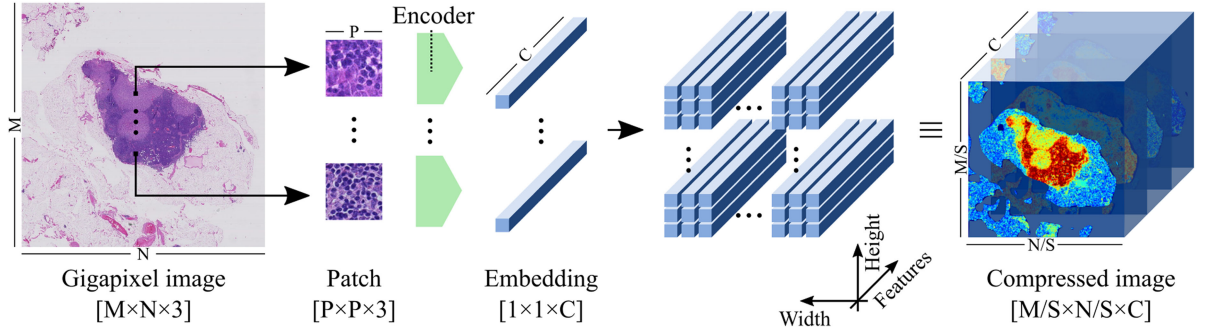 Encoder
P
C
C
M
M/S
N
N/S
Height
Features
Width
Gigapixel image
[M×N×3]
Patch
[P×P×3]
Embedding
[1×1×C]
Compressed image
[M/S×N/S×C]